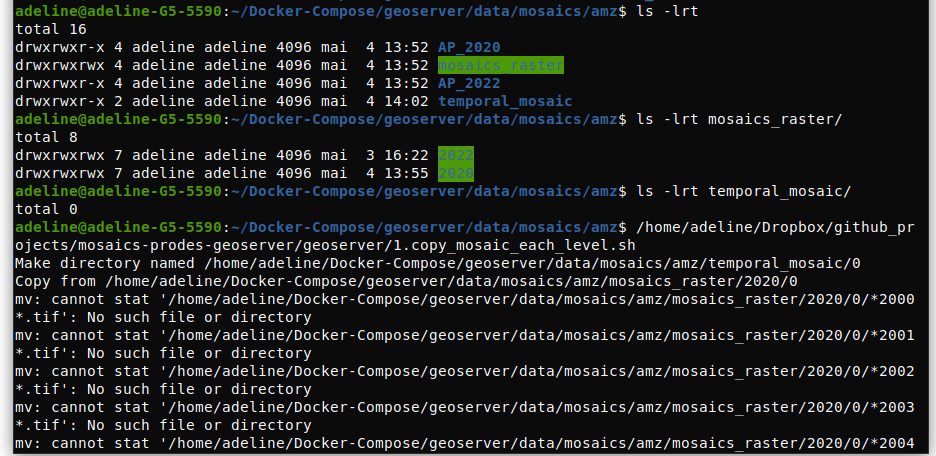 adeline@adeline-G5-5590:~/Docker-Compose/geoserver/data/mosaics/amz$ ls -lrt
total 16
drwxrwxr-x 4 adeline adeline 4096 mai  4 13:52 AP_2020
drwxrwxrwx 4 adeline adeline 4096 mai  4 13:52 mosaics_raster
drwxrwxr-x 4 adeline adeline 4096 mai  4 13:52 AP_2022
drwxrwxr-x 2 adeline adeline 4096 mai  4 14:02 temporal_mosaic
adeline@adeline-G5-5590:~/Docker-Compose/geoserver/data/mosaics/amz$ ls -lrt mosaics_raster/
total 8
drwxrwxrwx 7 adeline adeline 4096 mai  3 16:22 2022
drwxrwxrwx 7 adeline adeline 4096 mai  4 13:55 2020
adeline@adeline-G5-5590:~/Docker-Compose/geoserver/data/mosaics/amz$ ls -lrt temporal_mosaic/
total 0
adeline@adeline-G5-5590:~/Docker-Compose/geoserver/data/mosaics/amz$ /home/adeline/Dropbox/github_pr
ojects/mosaics-prodes-geoserver/geoserver/1.copy_mosaic_each_level.sh
Make directory named /home/adeline/Docker-Compose/geoserver/data/mosaics/amz/temporal_mosaic/0
Copy from /home/adeline/Docker-Compose/geoserver/data/mosaics/amz/mosaics_raster/2020/0
mv: cannot stat '/home/adeline/Docker-Compose/geoserver/data/mosaics/amz/mosaics_raster/2020/0/*2000
*.tif': No such file or directory
mv: cannot stat '/home/adeline/Docker-Compose/geoserver/data/mosaics/amz/mosaics_raster/2020/0/*2001
*.tif': No such file or directory
mv: cannot stat '/home/adeline/Docker-Compose/geoserver/data/mosaics/amz/mosaics_raster/2020/0/*2002
*.tif': No such file or directory
mv: cannot stat '/home/adeline/Docker-Compose/geoserver/data/mosaics/amz/mosaics_raster/2020/0/*2003
*.tif': No such file or directory
mv: cannot stat '/home/adeline/Docker-Compose/geoserver/data/mosaics/amz/mosaics_raster/2020/0/*2004